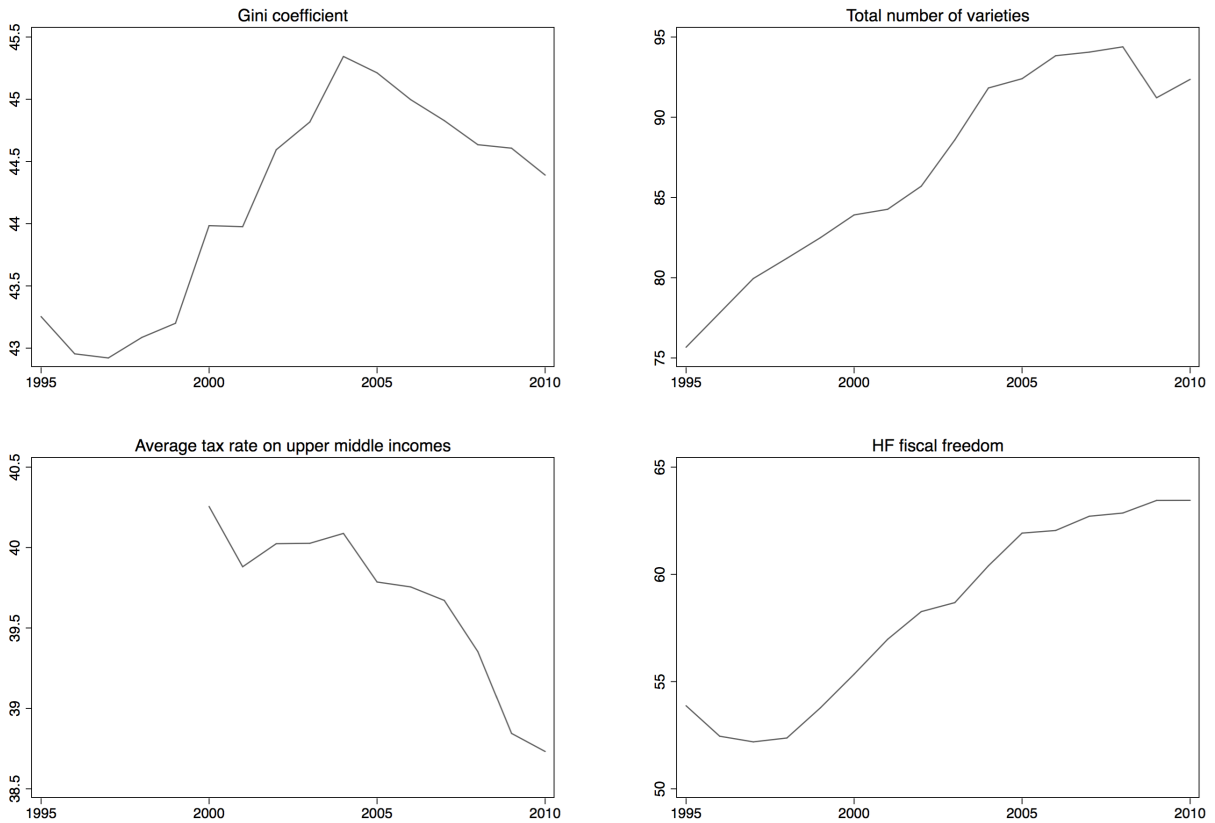 Gini coefficient
45.5
45
44.5
44
43.5
43
1995 2000 2005 2010
Total number of varieties
95
90
85
80
75
1995 2000 2005 2010
Average tax rate on upper middle incomes
40.5
40
39.5
39
38.5
1995 2000 2005 2010
HF fiscal freedom
65
60
55
50
1995 2000 2005 2010